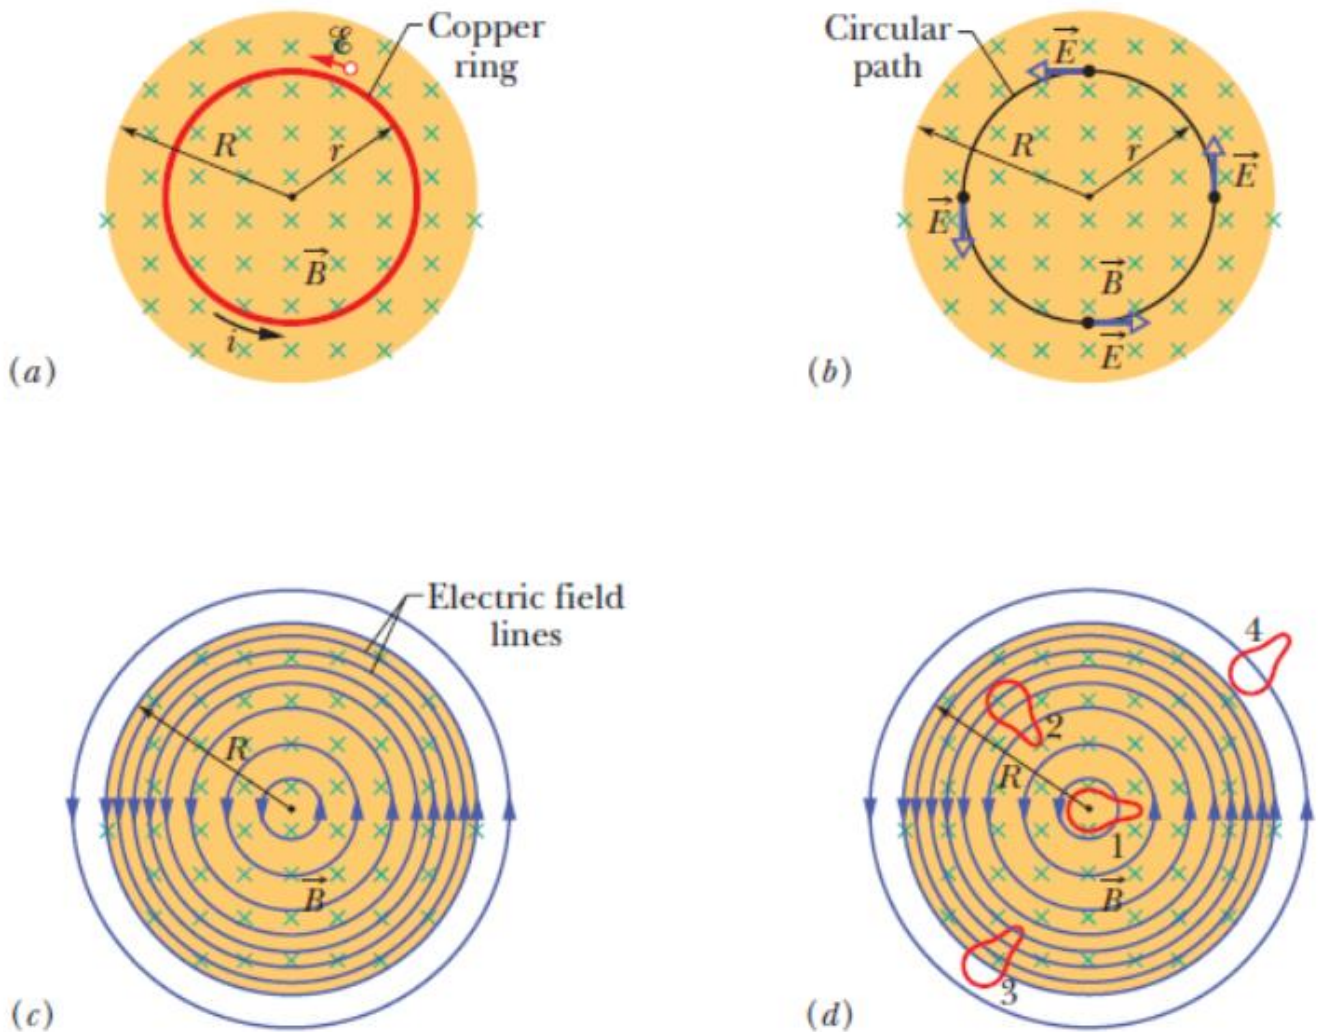 Copper
ring
ℰ
R
r
B⃗
i
(a)
Circular
path
E⃗
R
r
E⃗
E⃗
B⃗
E⃗
(b)
Electric field
lines
R
B⃗
(c)
4
2
R
1
B⃗
3
(d)